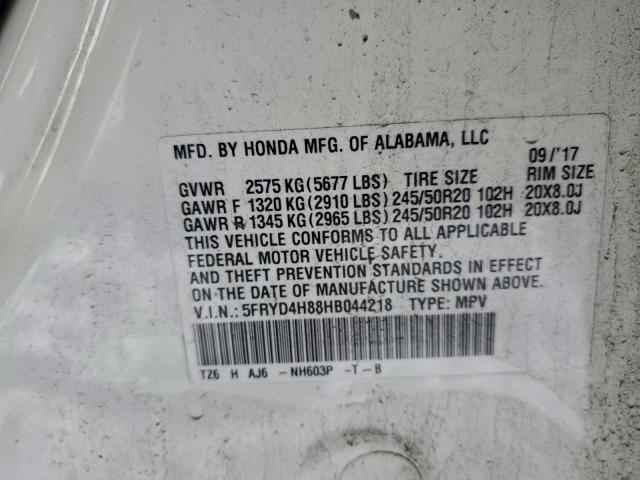 MFD. BY HONDA MFG. OF ALABAMA, LLC 09/'17
GVWR 2575 KG(5677 LBS) TIRE SIZE RIM SIZE
GAWR F 1320 KG(2910 LBS)245/50R20 102H 20X8.0J
GAWR R 1345 KG(2965 LBS)245/50R20 102H 20X8.0J
THIS VEHICLE CONFORMS TO ALL APPLICABLE
FEDERAL MOTOR VEHICLE SAFETY.
AND THEFT PREVENTION STANDARDS IN EFFECT
ON THE DATE OF MANUFACTURE SHOWN ABOVE.
V.I.N.: 5FRYD4H88HB044218 TYPE: MPV
TZ6 H AJ6 -NH603P -T-B